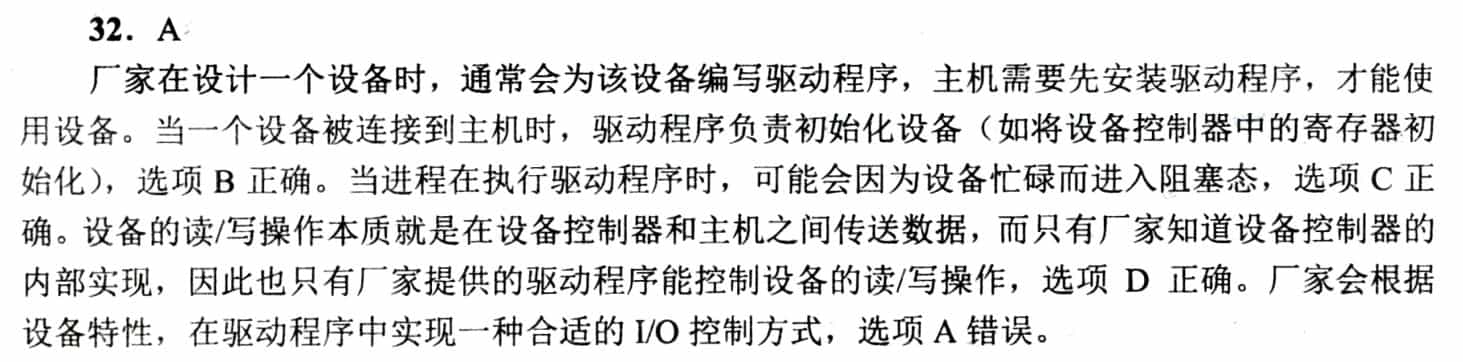 32. A
厂家在设计一个设备时，通常会为该设备编写驱动程序，主机需要先安装驱动程序，才能使
用设备。当一个设备被连接到主机时，驱动程序负责初始化设备（如将设备控制器中的寄存器初
始化），选项 B 正确。当进程在执行驱动程序时，可能会因为设备忙碌而进入阻塞态，选项 C 正
确。设备的读/写操作本质就是在设备控制器和主机之间传送数据，而只有厂家知道设备控制器的
内部实现，因此也只有厂家提供的驱动程序能控制设备的读/写操作，选项 D 正确。厂家会根据
设备特性，在驱动程序中实现一种合适的 I/O 控制方式，选项 A 错误。